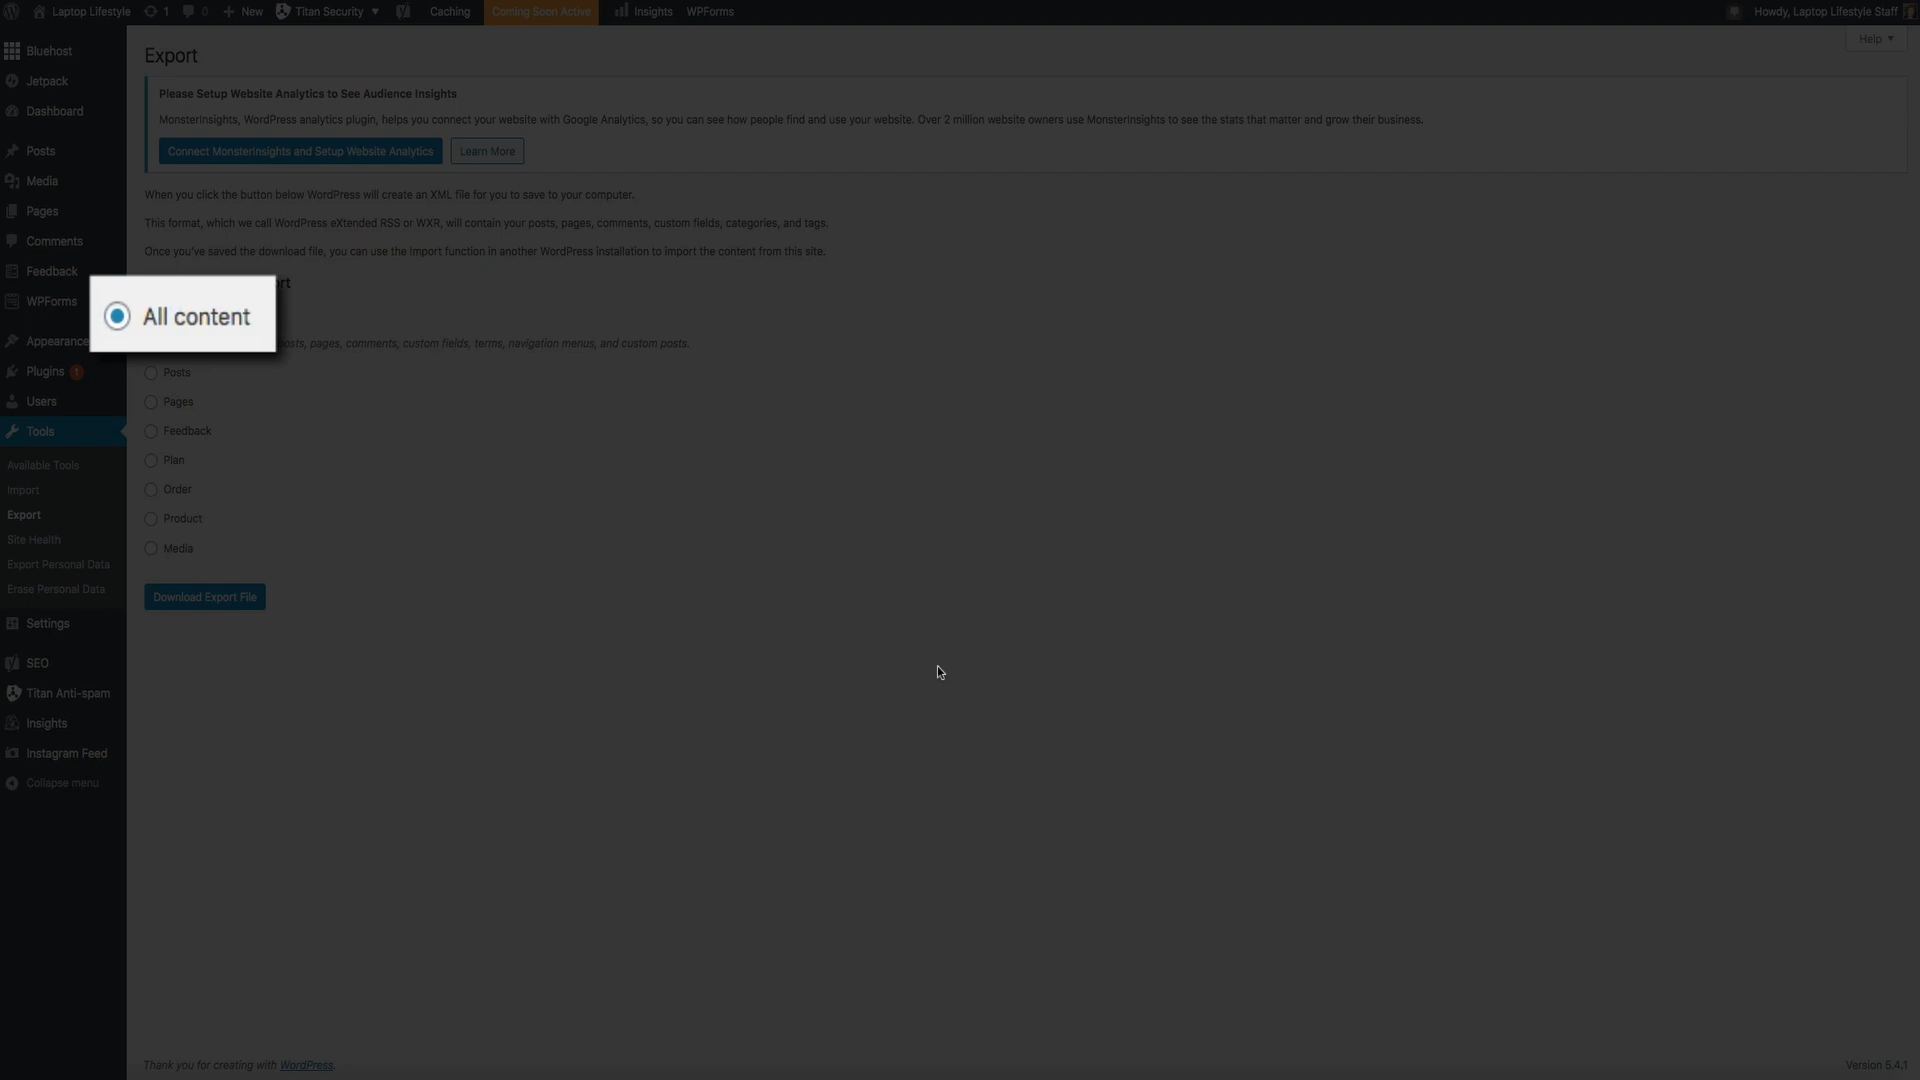 Laptop Lifestyle 1 0 New Titan Security Caching Coming Soon Active Insights WPForms Howdy, Laptop Lifestyle Staff
Help
Bluehost
Jetpack
Dashboard
Posts
Media
Pages
Comments
Feedback
WPForms
Appearance
Plugins 1
Users
Tools
Available Tools
Import
Export
Site Health
Export Personal Data
Erase Personal Data
Settings
SEO
Titan Anti-spam
Insights
Instagram Feed
Collapse menu
Export
Please Setup Website Analytics to See Audience Insights
MonsterInsights, WordPress analytics plugin, helps you connect your website with Google Analytics, so you can see how people find and use your website. Over 2 million website owners use MonsterInsights to see the stats that matter and grow their business.
Connect MonsterInsights and Setup Website Analytics Learn More
When you click the button below WordPress will create an XML file for you to save to your computer.
This format, which we call WordPress eXtended RSS or WXR, will contain your posts, pages, comments, custom fields, categories, and tags.
Once you've saved the download file, you can use the Import function in another WordPress installation to import the content from this site.
All content
posts, pages, comments, custom fields, terms, navigation menus, and custom posts.
Posts
Pages
Feedback
Plan
Order
Product
Media
Download Export File
Thank you for creating with WordPress.
Version 5.4.1